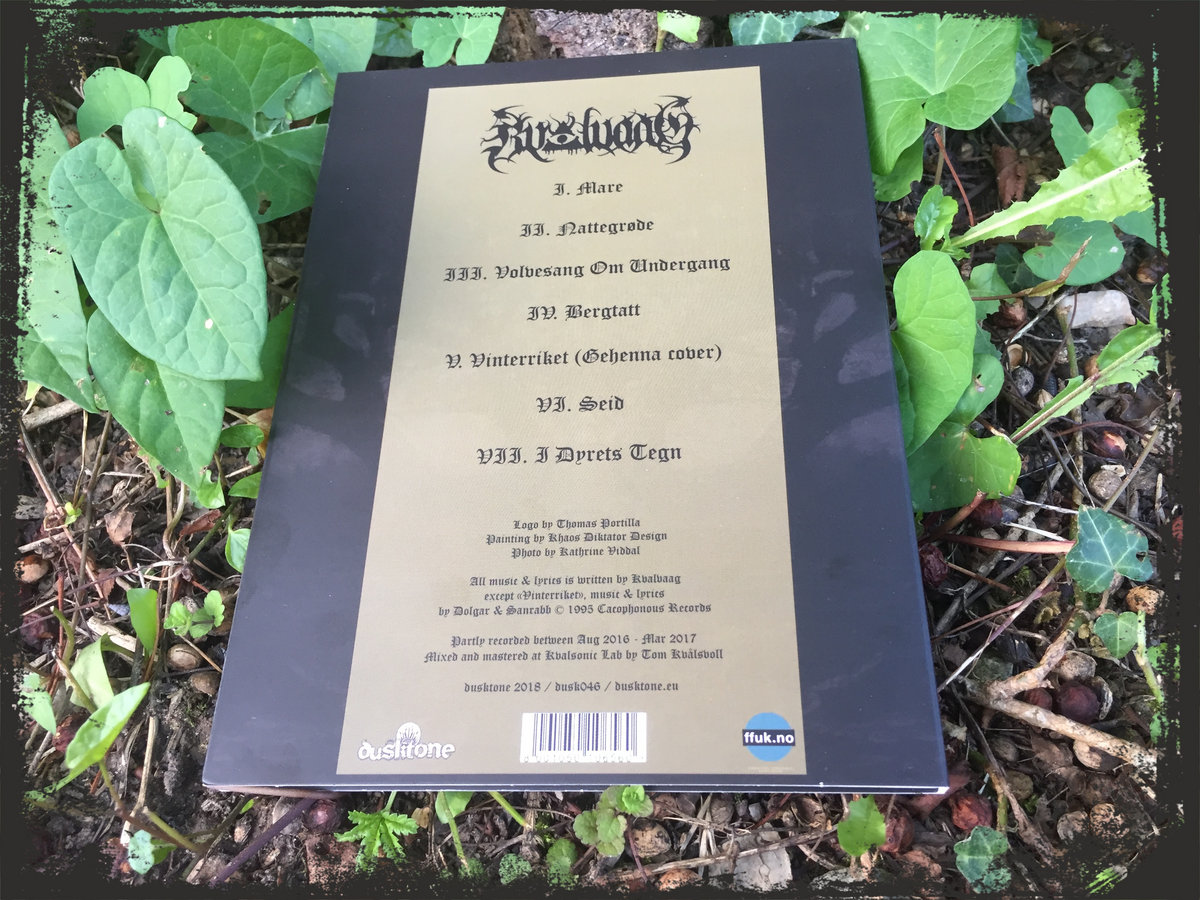 Kvalvaag
I. Mare
II. Nattegrøde
III. Volvesang Om Undergang
IV. Bergtatt
V. Vinterriket (Gehenna cover)
VI. Seid
VII. I Dyrets Tegn
Logo by Thomas Portilla
Painting by Khaos Diktator Design
Photo by Kathrine Viddal
All music & lyrics is written by Kvalvaag
except «Vinterriket», music & lyrics
by Dolgar & Sanrabb © 1995 Cacophonous Records
Partly recorded between Aug 2016 - Mar 2017
Mixed and mastered at Kvalsonic Lab by Tom Kvålsvoll
dusktone 2018 / dusk046 / dusktone.eu
dusktone
ffuk.no